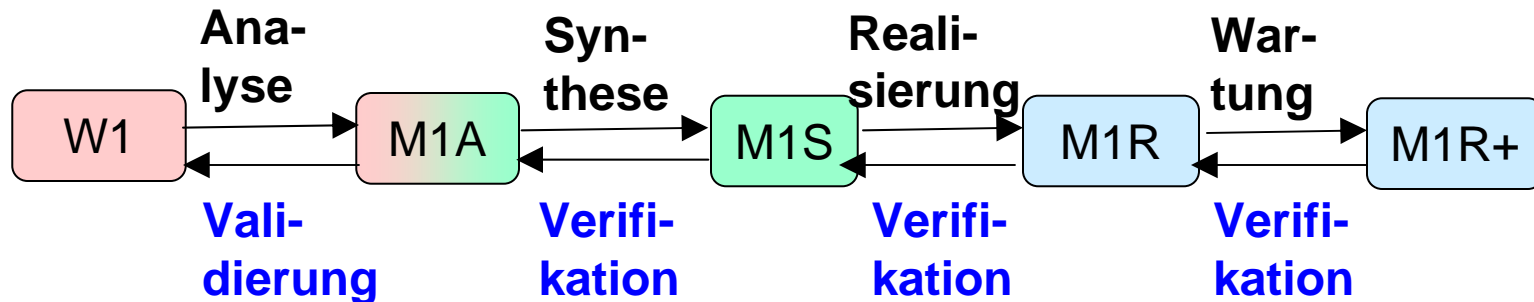 Ana-
lyse
Syn-
these
Reali-
sierung
War-
tung
W1
M1A
M1S
M1R
M1R+
Vali-
dierung
Verifi-
kation
Verifi-
kation
Verifi-
kation